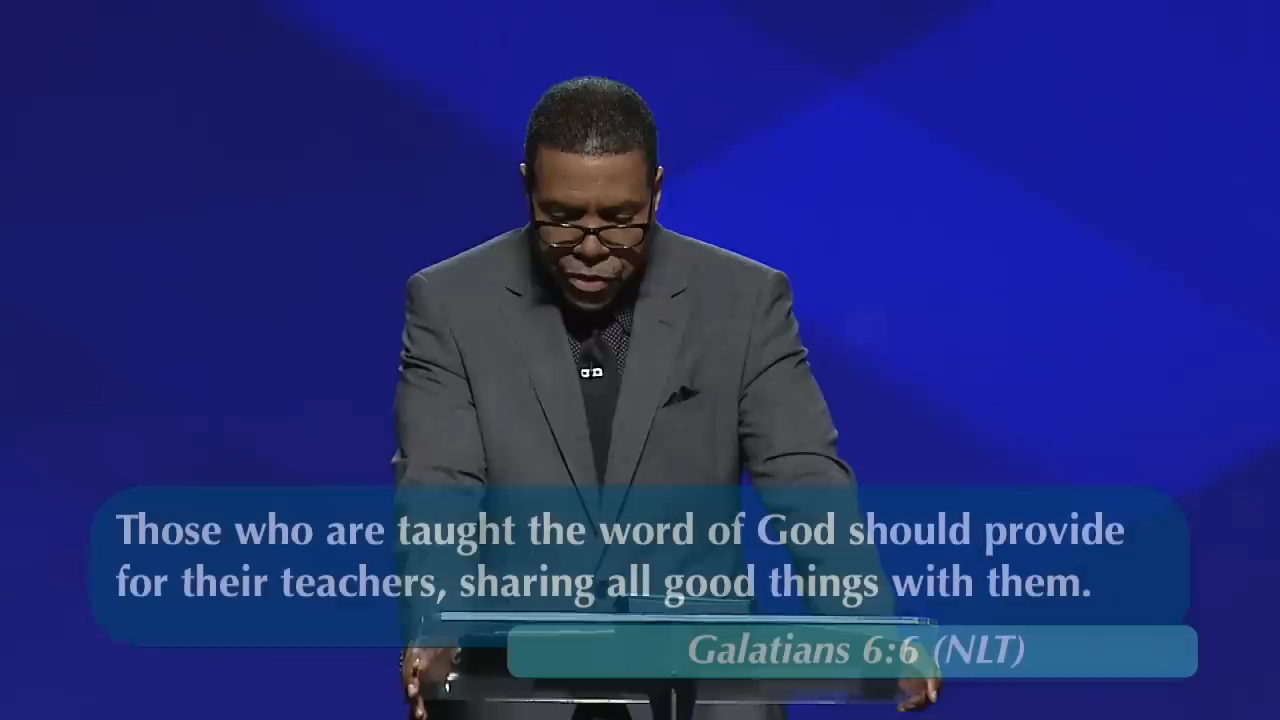 Those who are taught the word of God should provide
for their teachers, sharing all good things with them.
Galatians 6:6 (NLT)